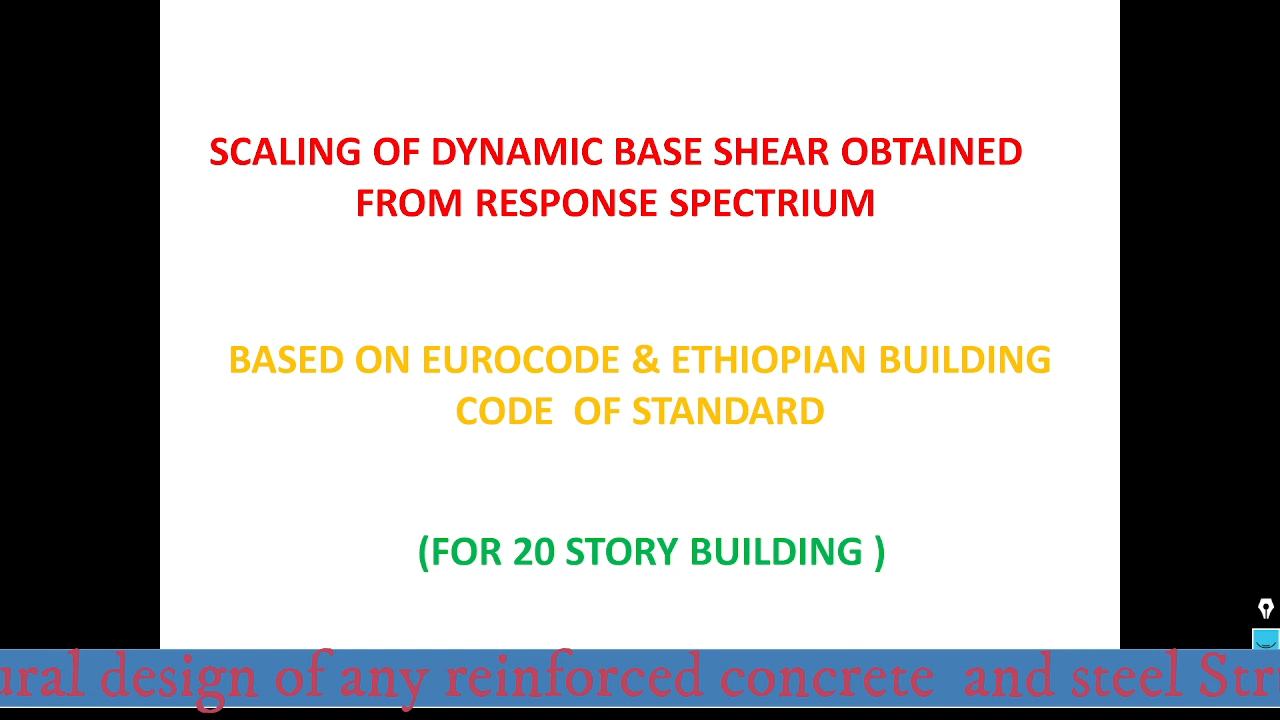 SCALING OF DYNAMIC BASE SHEAR OBTAINED
FROM RESPONSE SPECTRIUM
BASED ON EUROCODE & ETHIOPIAN BUILDING
CODE  OF STANDARD
(FOR 20 STORY BUILDING )
design of any reinforced concrete  and steel